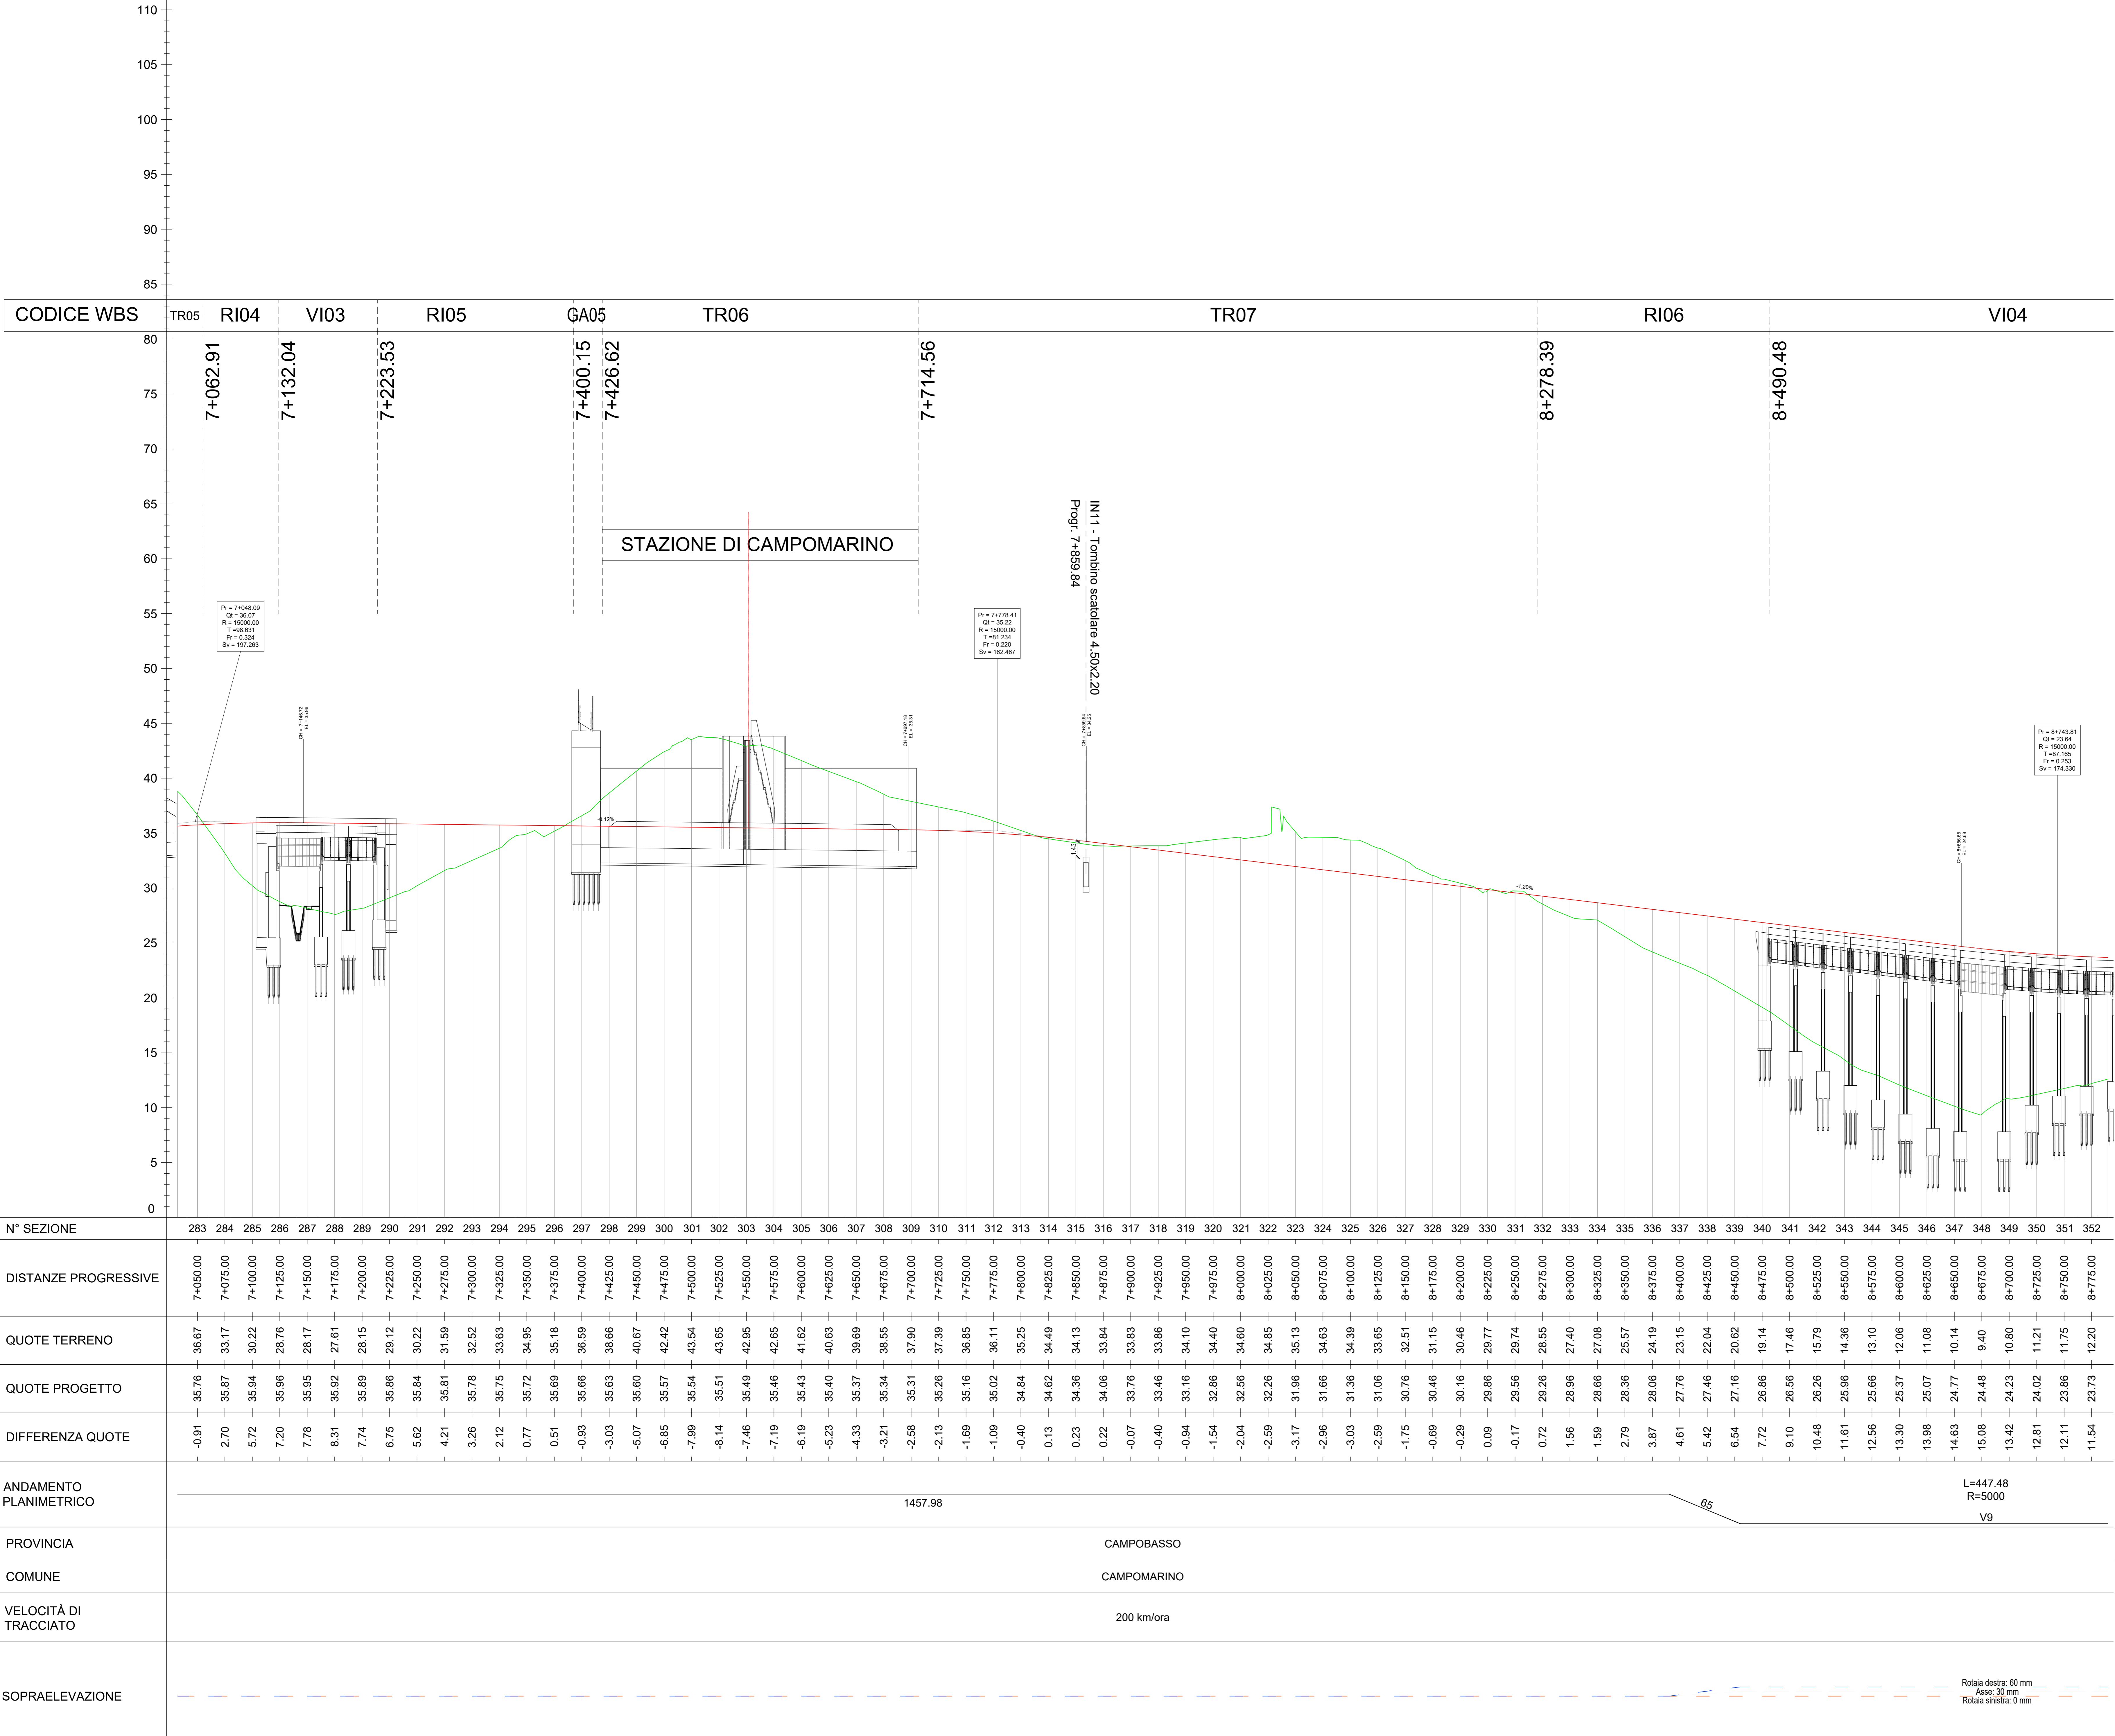 110
105
100
95
90
85
CODICE WBS TR05 RI04 VI03 RI05 GA05 TR06 TR07 RI06 VI04
80
75
70
65
60
55
50
45
40
35
30
25
20
15
10
5
0
7+062.91
7+132.04
7+223.53
7+400.15
7+426.62
7+714.56
8+278.39
8+490.48
STAZIONE DI CAMPOMARINO
IN11 - Tombino scatolare 4.50x2.20
Progr. 7+859.84
Pr = 7+048.09
Qt = 36.07
R = 15000.00
T =98.631
Fr = 0.324
Sv = 197.263
Pr = 7+778.41
Qt = 35.22
R = 15000.00
T =81.234
Fr = 0.220
Sv = 162.467
Pr = 8+743.81
Qt = 23.64
R = 15000.00
T =87.165
Fr = 0.253
Sv = 174.330
CH = 7+146.72
EL = 35.96
CH = 7+697.18
EL = 35.31
CH = 7+859.64
EL = 34.25
CH = 8+656.65
EL = 24.69
-0.12%
1.43
-1.20%
N° SEZIONE 283 284 285 286 287 288 289 290 291 292 293 294 295 296 297 298 299 300 301 302 303 304 305 306 307 308 309 310 311 312 313 314 315 316 317 318 319 320 321 322 323 324 325 326 327 328 329 330 331 332 333 334 335 336 337 338 339 340 341 342 343 344 345 346 347 348 349 350 351 352
DISTANZE PROGRESSIVE 7+050.00 7+075.00 7+100.00 7+125.00 7+150.00 7+175.00 7+200.00 7+225.00 7+250.00 7+275.00 7+300.00 7+325.00 7+350.00 7+375.00 7+400.00 7+425.00 7+450.00 7+475.00 7+500.00 7+525.00 7+550.00 7+575.00 7+600.00 7+625.00 7+650.00 7+675.00 7+700.00 7+725.00 7+750.00 7+775.00 7+800.00 7+825.00 7+850.00 7+875.00 7+900.00 7+925.00 7+950.00 7+975.00 8+000.00 8+025.00 8+050.00 8+075.00 8+100.00 8+125.00 8+150.00 8+175.00 8+200.00 8+225.00 8+250.00 8+275.00 8+300.00 8+325.00 8+350.00 8+375.00 8+400.00 8+425.00 8+450.00 8+475.00 8+500.00 8+525.00 8+550.00 8+575.00 8+600.00 8+625.00 8+650.00 8+675.00 8+700.00 8+725.00 8+750.00 8+775.00
QUOTE TERRENO 36.67 33.17 30.22 28.76 28.17 27.61 28.15 29.12 30.22 31.59 32.52 33.63 34.95 35.18 36.59 38.66 40.67 42.42 43.54 43.65 42.95 42.65 41.62 40.63 39.69 38.55 37.90 37.39 36.85 36.11 35.25 34.49 34.13 33.84 33.83 33.86 34.10 34.40 34.60 34.85 35.13 34.63 34.39 33.65 32.51 31.15 30.46 29.77 29.74 28.55 27.40 27.08 25.57 24.19 23.15 22.04 20.62 19.14 17.46 15.79 14.36 13.10 12.06 11.08 10.14 9.40 10.80 11.21 11.75 12.20
QUOTE PROGETTO 35.76 35.87 35.94 35.96 35.95 35.92 35.89 35.86 35.84 35.81 35.78 35.75 35.72 35.69 35.66 35.63 35.60 35.57 35.54 35.51 35.49 35.46 35.43 35.40 35.37 35.34 35.31 35.26 35.16 35.02 34.84 34.62 34.36 34.06 33.76 33.46 33.16 32.86 32.56 32.26 31.96 31.66 31.36 31.06 30.76 30.46 30.16 29.86 29.56 29.26 28.96 28.66 28.36 28.06 27.76 27.46 27.16 26.86 26.56 26.26 25.96 25.66 25.37 25.07 24.77 24.48 24.23 24.02 23.86 23.73
DIFFERENZA QUOTE -0.91 2.70 5.72 7.20 7.78 8.31 7.74 6.75 5.62 4.21 3.26 2.12 0.77 0.51 -0.93 -3.03 -5.07 -6.85 -7.99 -8.14 -7.46 -7.19 -6.19 -5.23 -4.33 -3.21 -2.58 -2.13 -1.69 -1.09 -0.40 0.13 0.23 0.22 -0.07 -0.40 -0.94 -1.54 -2.04 -2.59 -3.17 -2.96 -3.03 -2.59 -1.75 -0.69 -0.29 0.09 -0.17 0.72 1.56 1.59 2.79 3.87 4.61 5.42 6.54 7.72 9.10 10.48 11.61 12.56 13.30 13.98 14.63 15.08 13.42 12.81 12.11 11.54
ANDAMENTO
PLANIMETRICO
1457.98
65
L=447.48
R=5000
V9
PROVINCIA CAMPOBASSO
COMUNE CAMPOMARINO
VELOCITÀ DI
TRACCIATO
200 km/ora
SOPRAELEVAZIONE
Rotaia destra: 60 mm
Asse: 30 mm
Rotaia sinistra: 0 mm